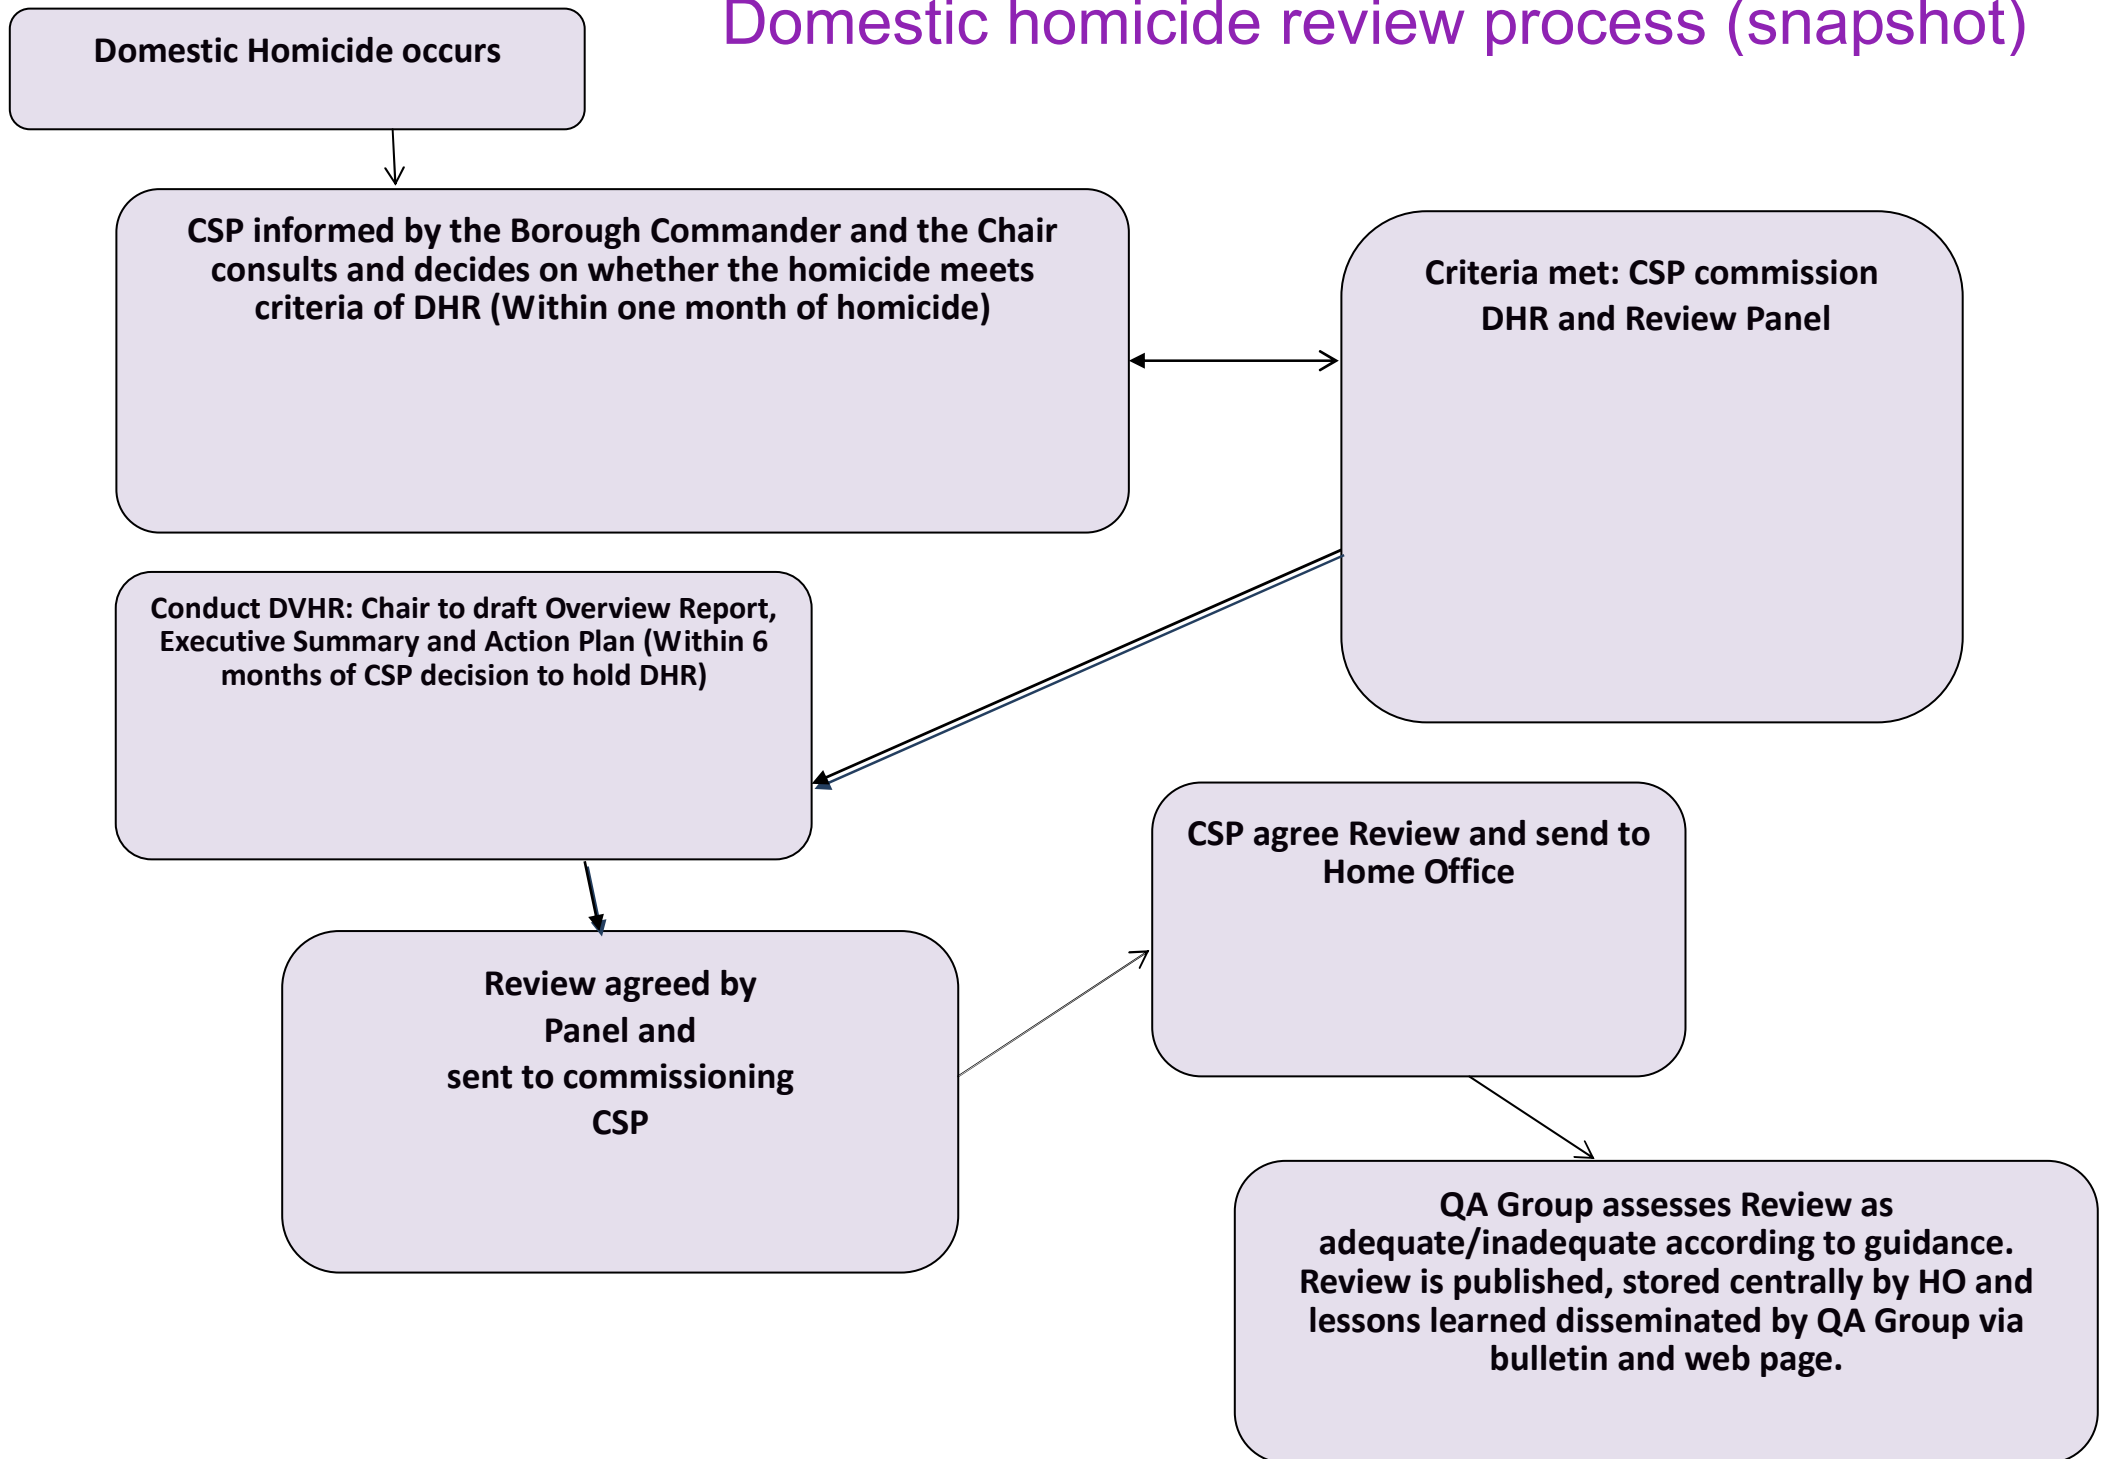 Domestic homicide review process (snapshot)
Domestic Homicide occurs
CSP informed by the Borough Commander and the Chair
consults and decides on whether the homicide meets
criteria of DHR (Within one month of homicide)
Criteria met: CSP commission
DHR and Review Panel
Conduct DVHR: Chair to draft Overview Report,
Executive Summary and Action Plan (Within 6
months of CSP decision to hold DHR)
Review agreed by
Panel and
sent to commissioning
CSP
CSP agree Review and send to
Home Office
QA Group assesses Review as
adequate/inadequate according to guidance.
Review is published, stored centrally by HO and
lessons learned disseminated by QA Group via
bulletin and web page.